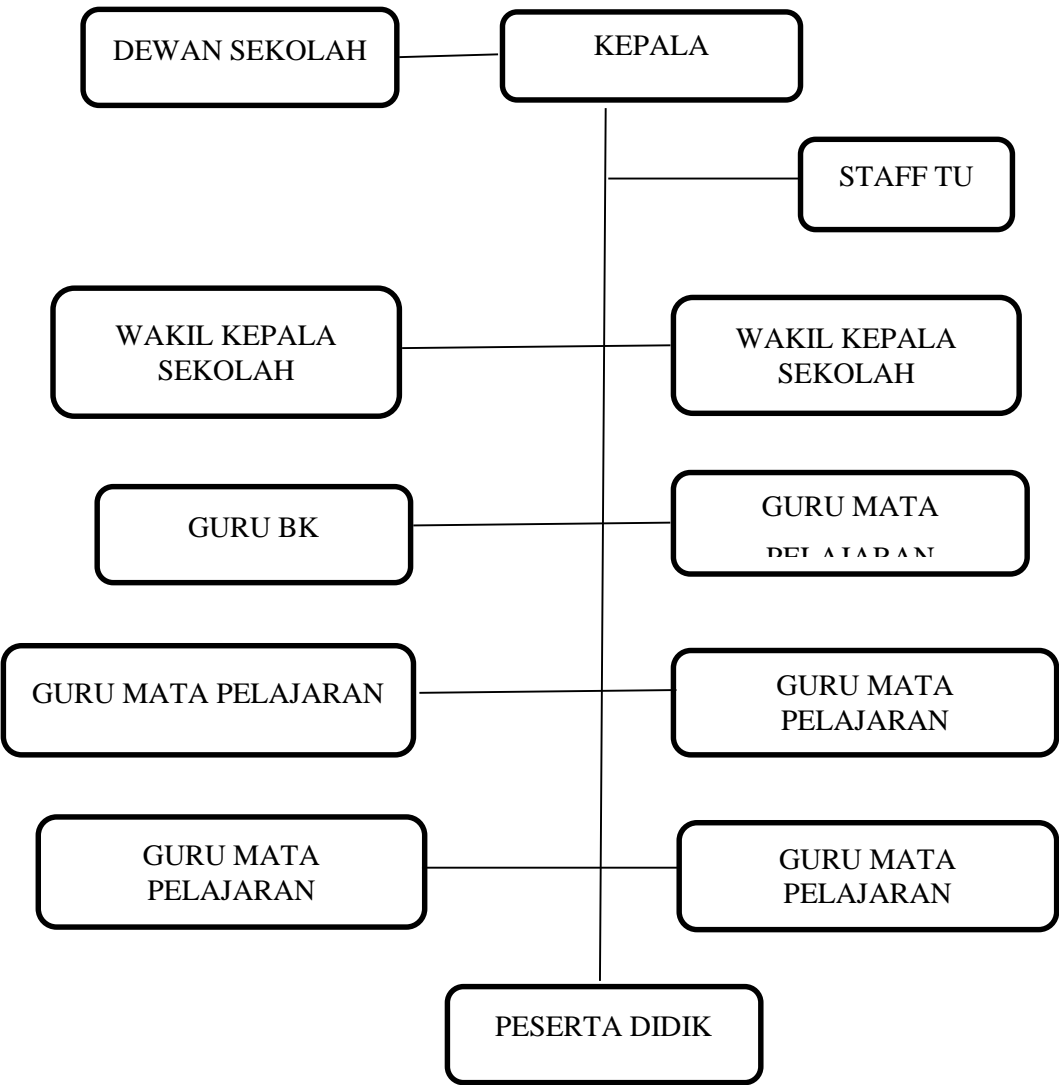 DEWAN SEKOLAH
KEPALA
STAFF TU
WAKIL KEPALA
SEKOLAH
WAKIL KEPALA
SEKOLAH
GURU BK
GURU MATA
PELAJARAN
GURU MATA PELAJARAN
GURU MATA
PELAJARAN
GURU MATA
PELAJARAN
GURU MATA
PELAJARAN
PESERTA DIDIK